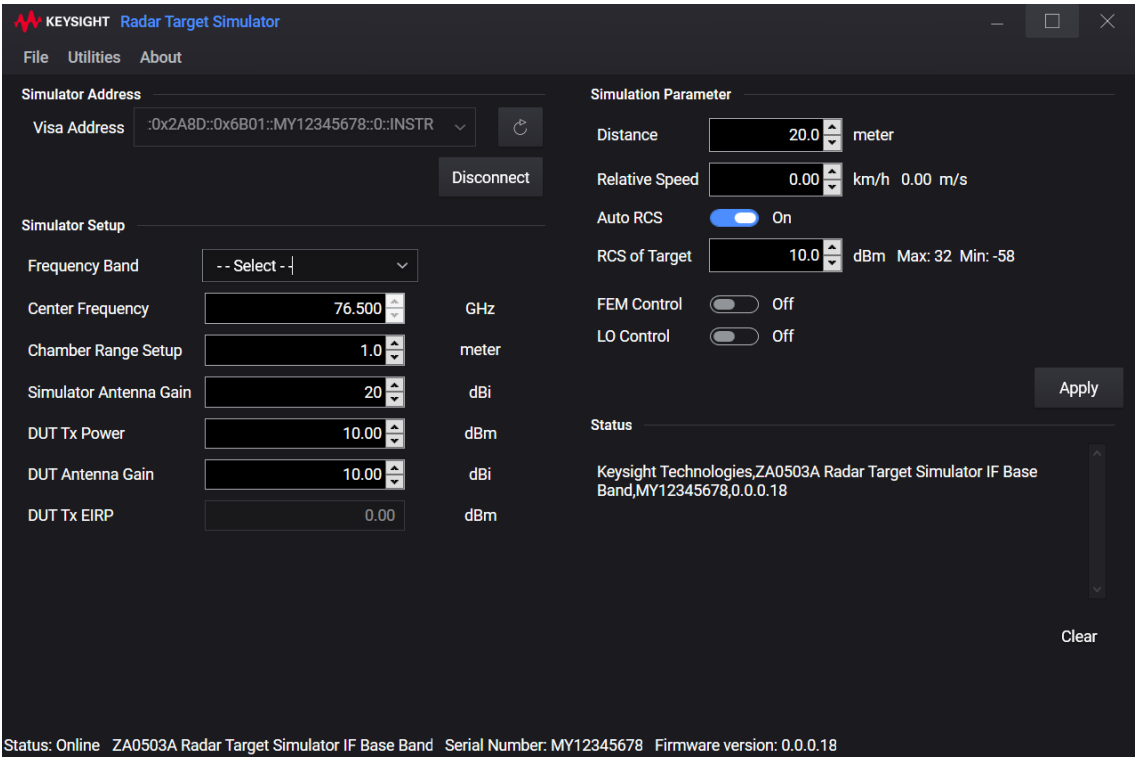 KEYSIGHT Radar Target Simulator
File Utilities About
Simulator Address
Visa Address :0x2A8D::0x6B01::MY12345678::0::INSTR
Disconnect
Simulator Setup
Frequency Band - - Select - -
Center Frequency 76.500 GHz
Chamber Range Setup 1.0 meter
Simulator Antenna Gain 20 dBi
DUT Tx Power 10.00 dBm
DUT Antenna Gain 10.00 dBi
DUT Tx EIRP 0.00 dBm
Simulation Parameter
Distance 20.0 meter
Relative Speed 0.00 km/h 0.00 m/s
Auto RCS On
RCS of Target 10.0 dBm Max: 32 Min: -58
FEM Control Off
LO Control Off
Apply
Status
Keysight Technologies,ZA0503A Radar Target Simulator IF Base
Band,MY12345678,0.0.0.18
Clear
Status: Online ZA0503A Radar Target Simulator IF Base Band Serial Number: MY12345678 Firmware version: 0.0.0.18